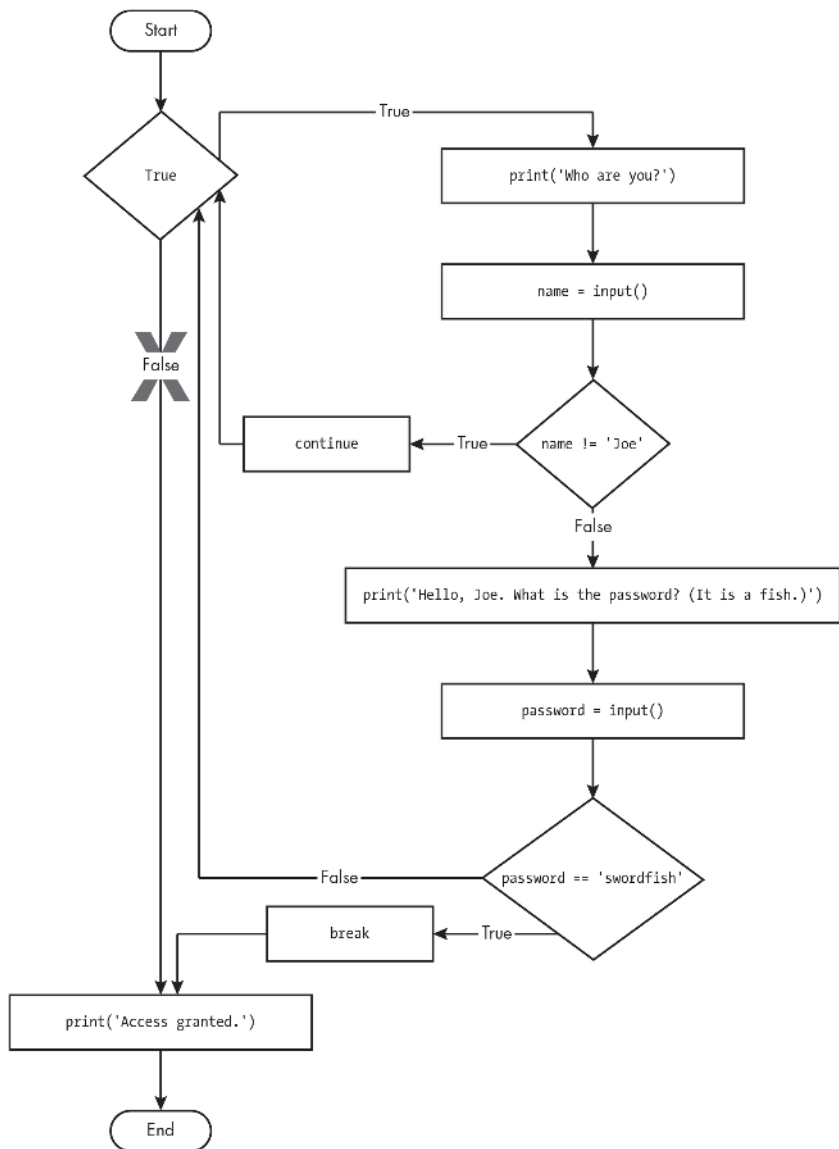 Start
True
True
print('Who are you?')
name = input()
False
continue
True
name != 'Joe'
False
print('Hello, Joe. What is the password? (It is a fish.)')
password = input()
False
password == 'swordfish'
break
True
print('Access granted.')
End